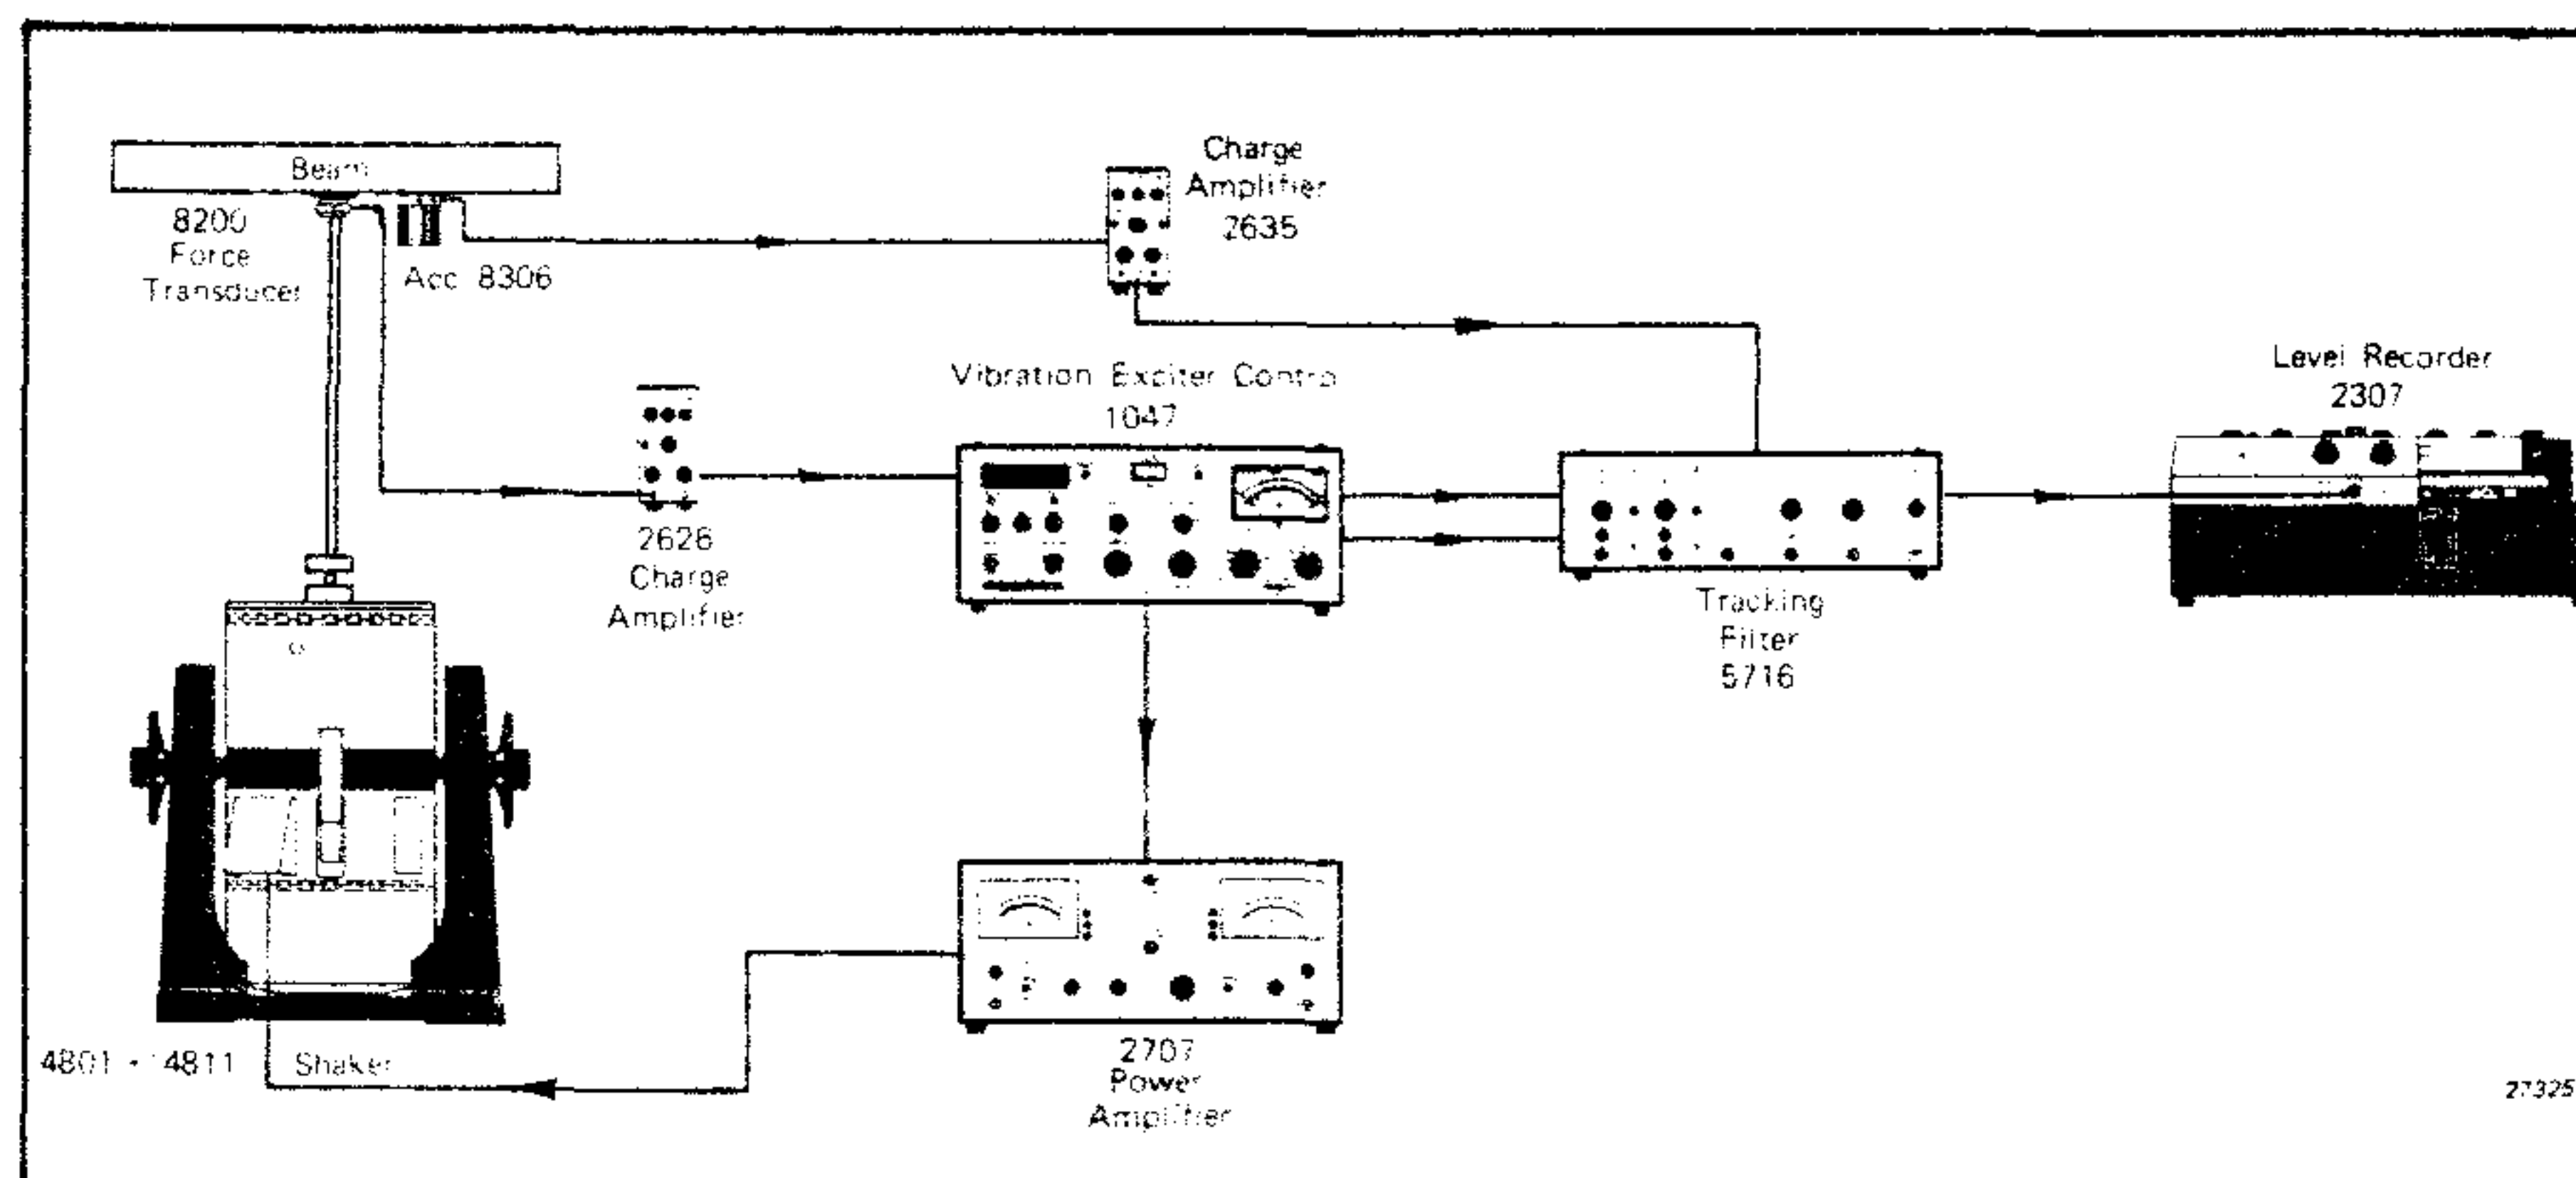 Beam
8200
Force
Transducer
Acc 8306
Charge
Amplifier
2635
2626
Charge
Amplifier
Vibration Exciter Control
1047
Tracking
Filter
5716
Level Recorder
2307
4801 + 4811 Shaker
2707
Power
Amplifier